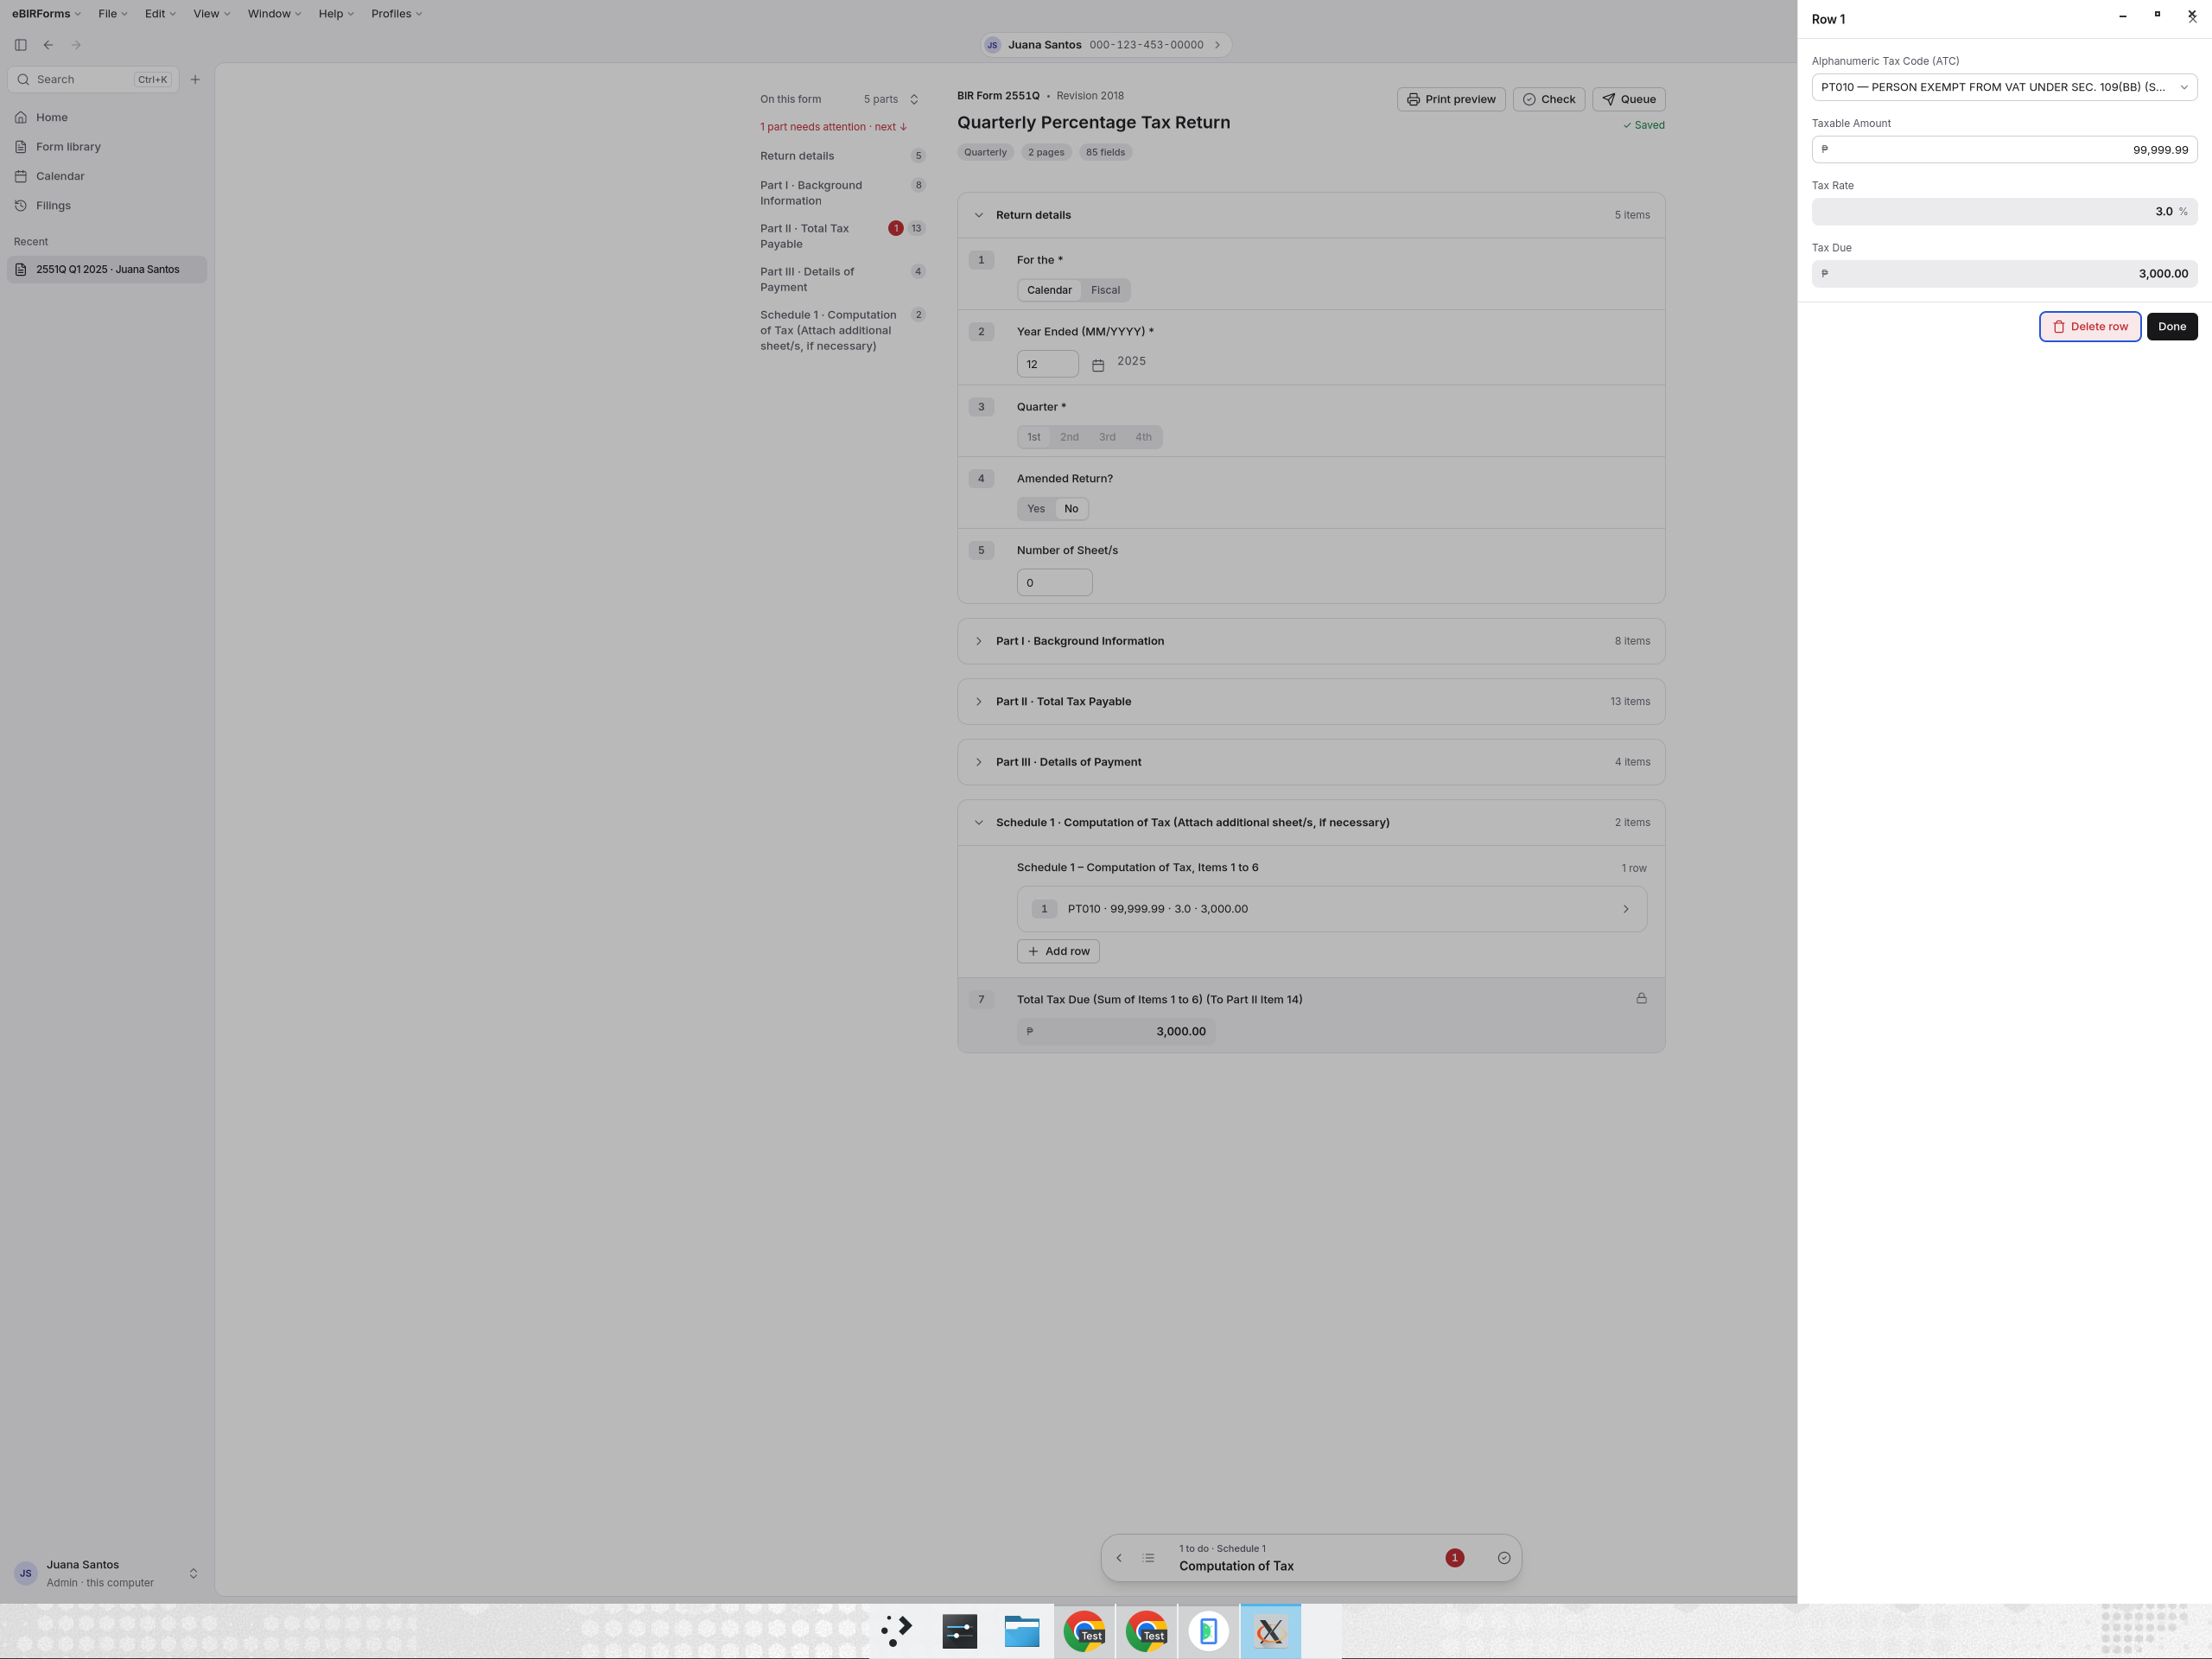 eBIRForms File Edit View Window Help Profiles
JS Juana Santos 000-123-453-00000
Search Ctrl+K
Home
Form library
Calendar
Filings
Recent
2551Q Q1 2025 · Juana Santos
On this form 5 parts
1 part needs attention · next ↓
Return details 5
Part I · Background Information 8
Part II · Total Tax Payable 1 13
Part III · Details of Payment 4
Schedule 1 · Computation of Tax (Attach additional sheet/s, if necessary) 2
BIR Form 2551Q • Revision 2018
Quarterly Percentage Tax Return
Quarterly 2 pages 85 fields
Print preview Check Queue
✓ Saved
Return details 5 items
1 For the *
Calendar Fiscal
2 Year Ended (MM/YYYY) *
12 2025
3 Quarter *
1st 2nd 3rd 4th
4 Amended Return?
Yes No
5 Number of Sheet/s
0
Part I · Background Information 8 items
Part II · Total Tax Payable 13 items
Part III · Details of Payment 4 items
Schedule 1 · Computation of Tax (Attach additional sheet/s, if necessary) 2 items
Schedule 1 – Computation of Tax, Items 1 to 6 1 row
1 PT010 · 99,999.99 · 3.0 · 3,000.00
Add row
7 Total Tax Due (Sum of Items 1 to 6) (To Part II Item 14)
₱ 3,000.00
1 to do · Schedule 1
Computation of Tax
1
JS Juana Santos
Admin · this computer
Row 1
Alphanumeric Tax Code (ATC)
PT010 — PERSON EXEMPT FROM VAT UNDER SEC. 109(BB) (S...
Taxable Amount
₱ 99,999.99
Tax Rate
3.0 %
Tax Due
₱ 3,000.00
Delete row Done
Test Test